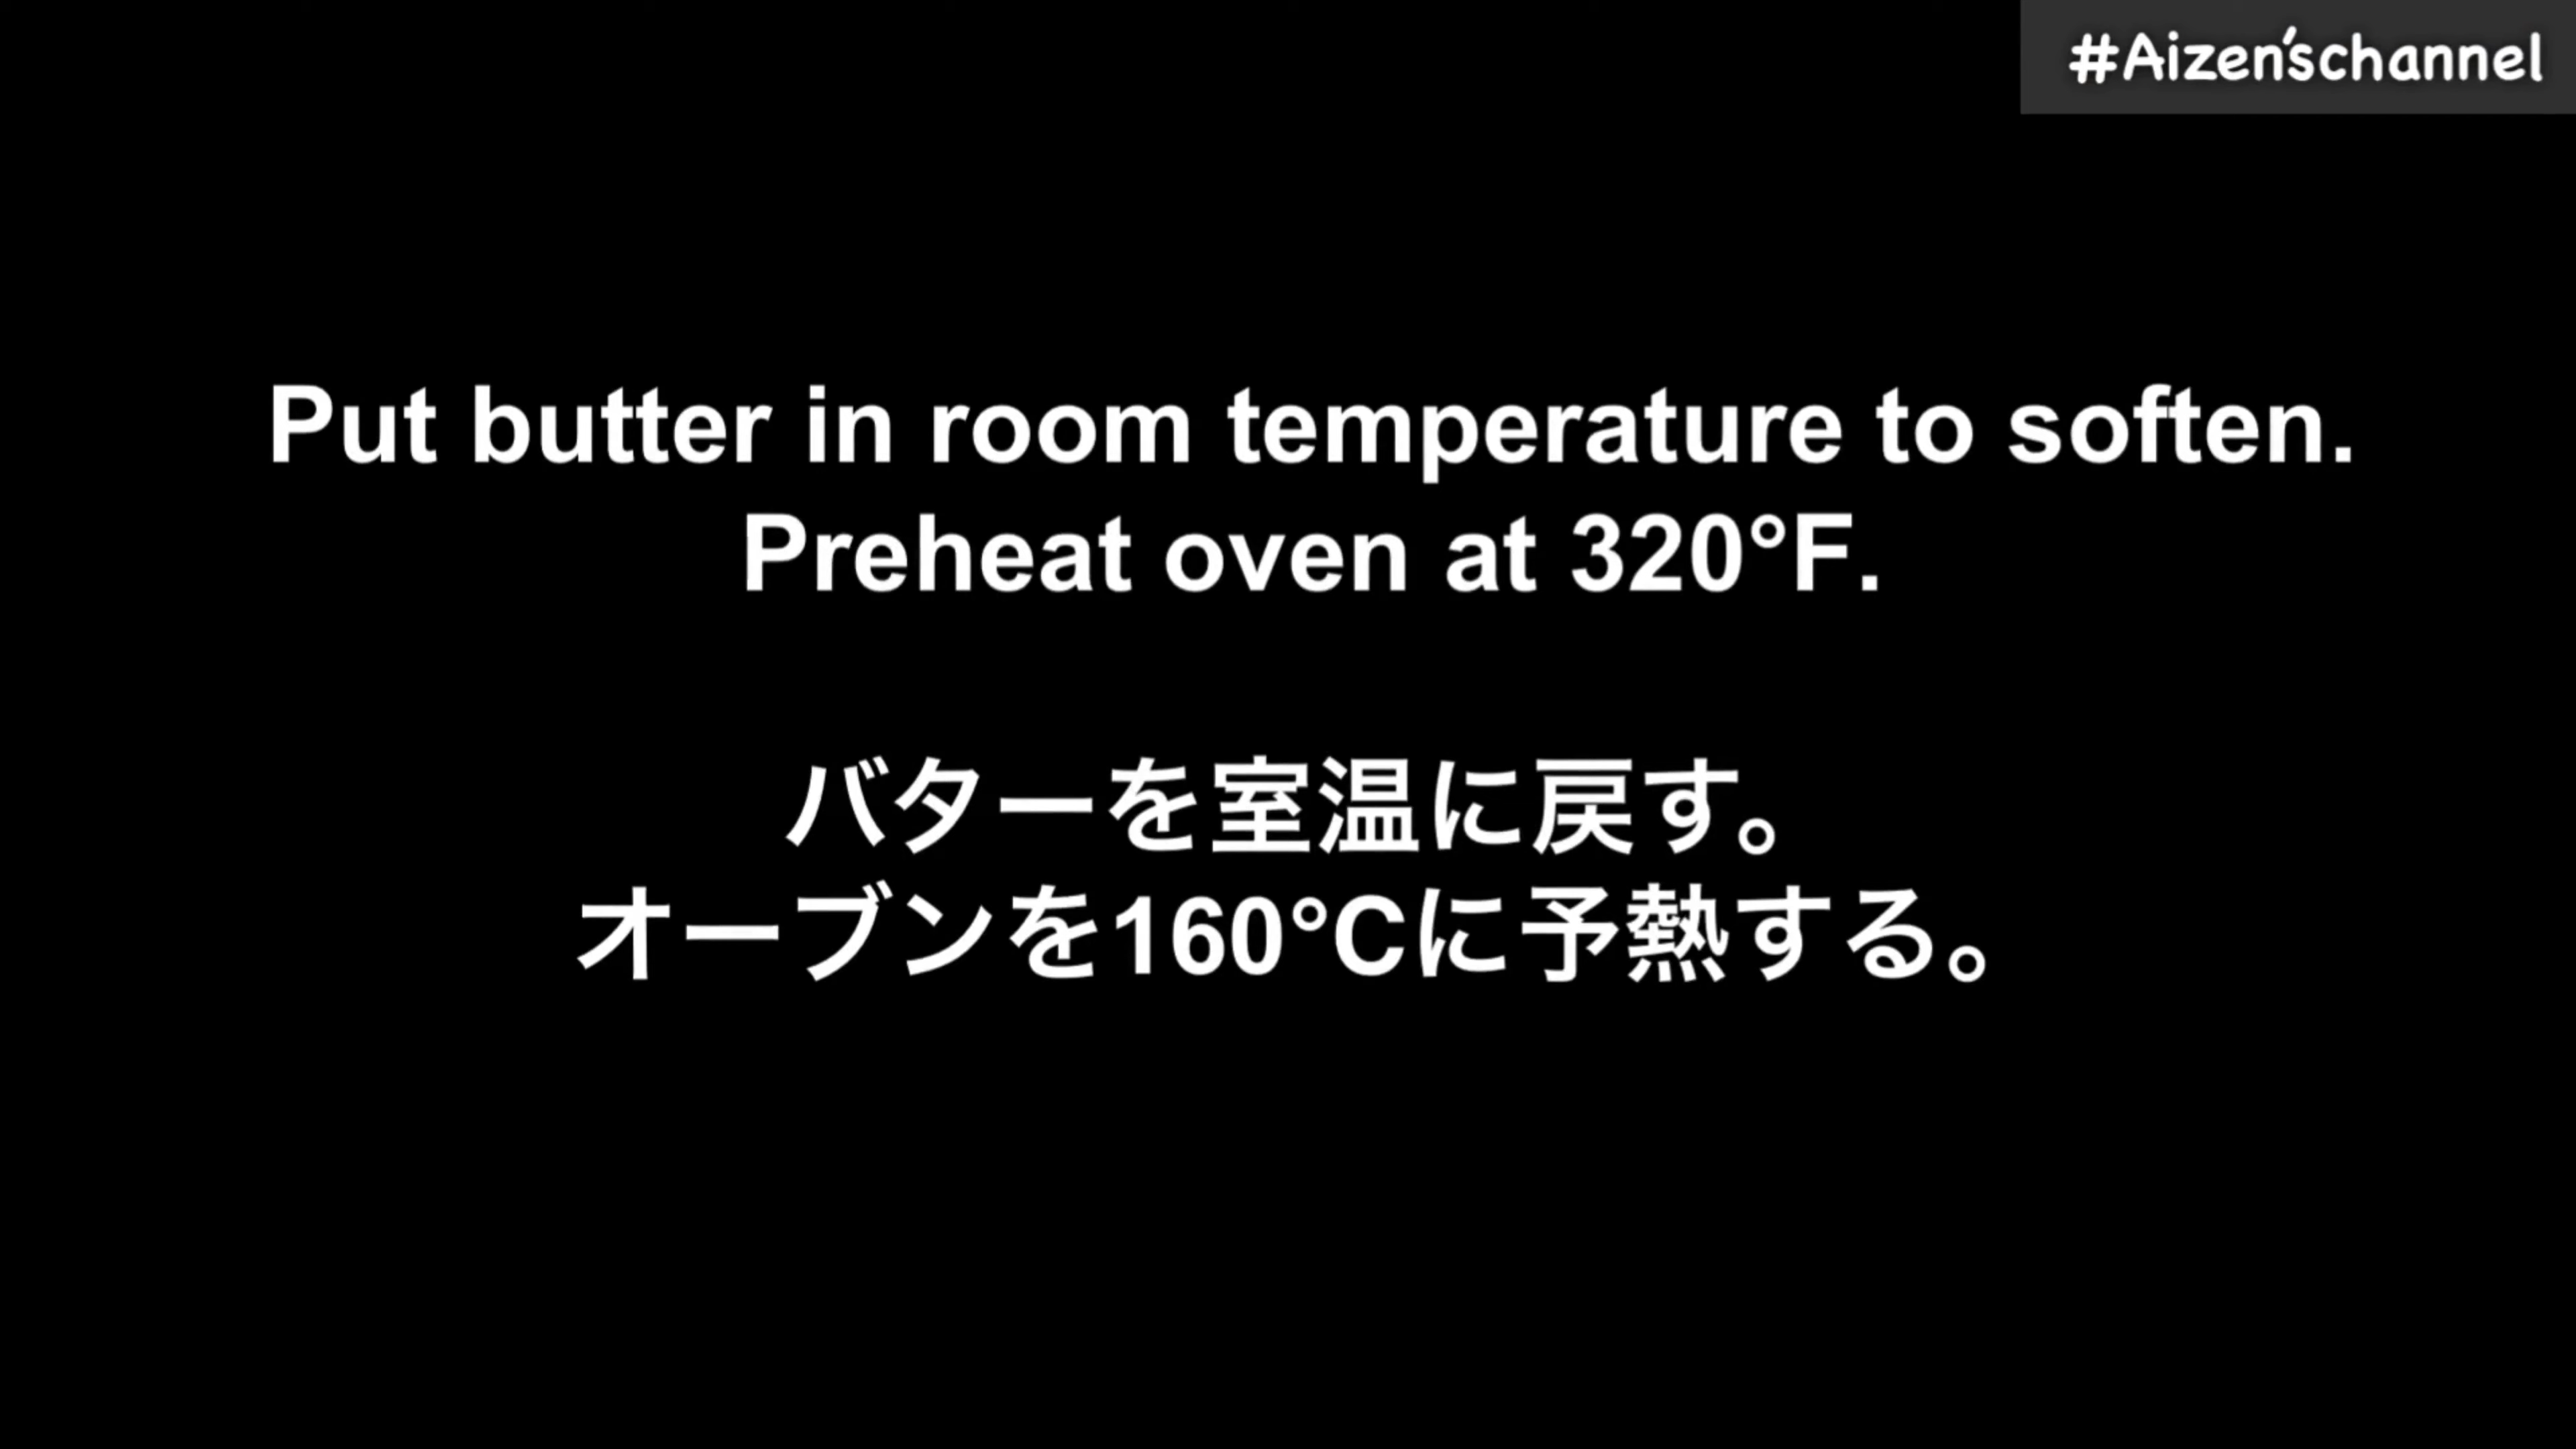 #Aizen'schannel
Put butter in room temperature to soften.
Preheat oven at 320°F.
バターを室温に戻す。
オーブンを160°Cに予熱する。